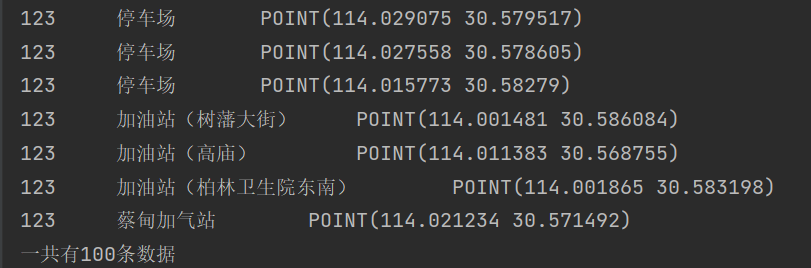 123 停车场 POINT(114.029075 30.579517)
123 停车场 POINT(114.027558 30.578605)
123 停车场 POINT(114.015773 30.58279)
123 加油站（树藩大街） POINT(114.001481 30.586084)
123 加油站（高庙） POINT(114.011383 30.568755)
123 加油站（柏林卫生院东南） POINT(114.001865 30.583198)
123 蔡甸加气站 POINT(114.021234 30.571492)
一共有100条数据